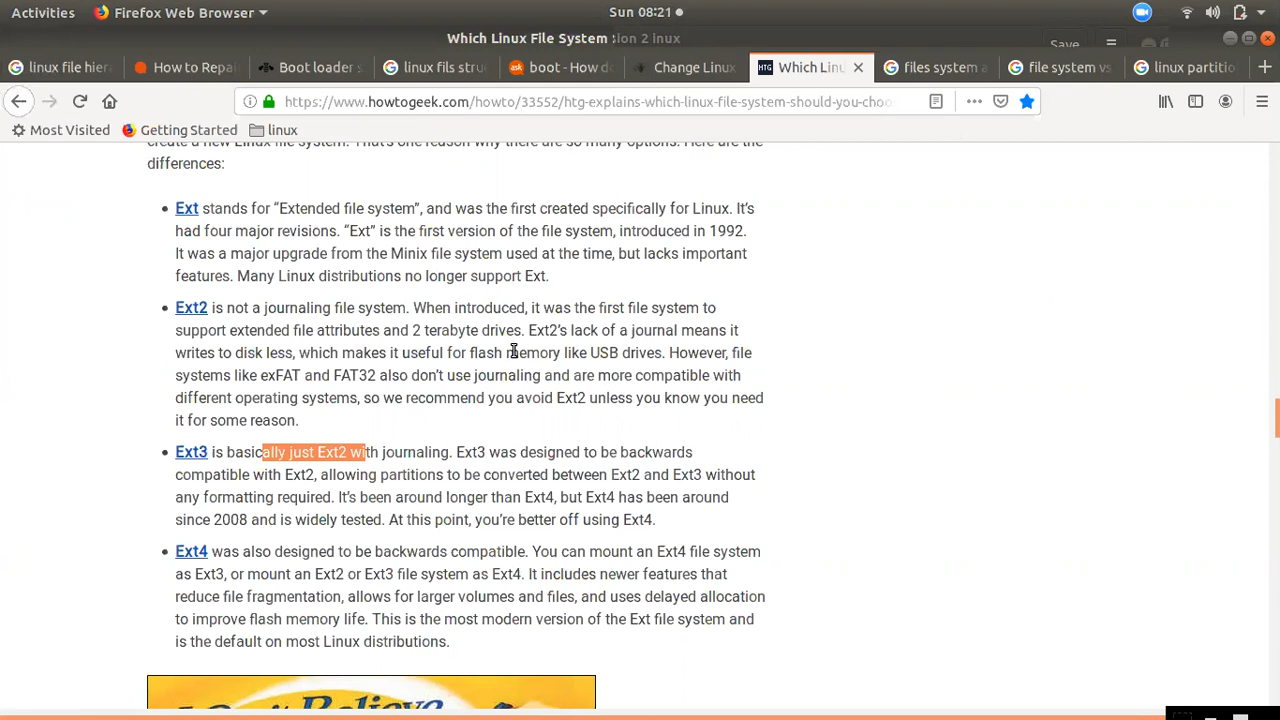 Activities Firefox Web Browser Sun 08:21
Which Linux File System sion 2 inux Save
linux file hiera How to Repai Boot loader s linux fils stru boot - How do Change Linux HTG Which Linu files system a file system vs linux partitio
https://www.howtogeek.com/howto/33552/htg-explains-which-linux-file-system-should-you-choo
Most Visited Getting Started linux
create a new Linux file system. That's one reason why there are so many options. Here are the
differences:
• Ext stands for “Extended file system”, and was the first created specifically for Linux. It’s
had four major revisions. “Ext” is the first version of the file system, introduced in 1992.
It was a major upgrade from the Minix file system used at the time, but lacks important
features. Many Linux distributions no longer support Ext.
• Ext2 is not a journaling file system. When introduced, it was the first file system to
support extended file attributes and 2 terabyte drives. Ext2’s lack of a journal means it
writes to disk less, which makes it useful for flash memory like USB drives. However, file
systems like exFAT and FAT32 also don’t use journaling and are more compatible with
different operating systems, so we recommend you avoid Ext2 unless you know you need
it for some reason.
• Ext3 is basically just Ext2 with journaling. Ext3 was designed to be backwards
compatible with Ext2, allowing partitions to be converted between Ext2 and Ext3 without
any formatting required. It’s been around longer than Ext4, but Ext4 has been around
since 2008 and is widely tested. At this point, you’re better off using Ext4.
• Ext4 was also designed to be backwards compatible. You can mount an Ext4 file system
as Ext3, or mount an Ext2 or Ext3 file system as Ext4. It includes newer features that
reduce file fragmentation, allows for larger volumes and files, and uses delayed allocation
to improve flash memory life. This is the most modern version of the Ext file system and
is the default on most Linux distributions.
I Can't Believe